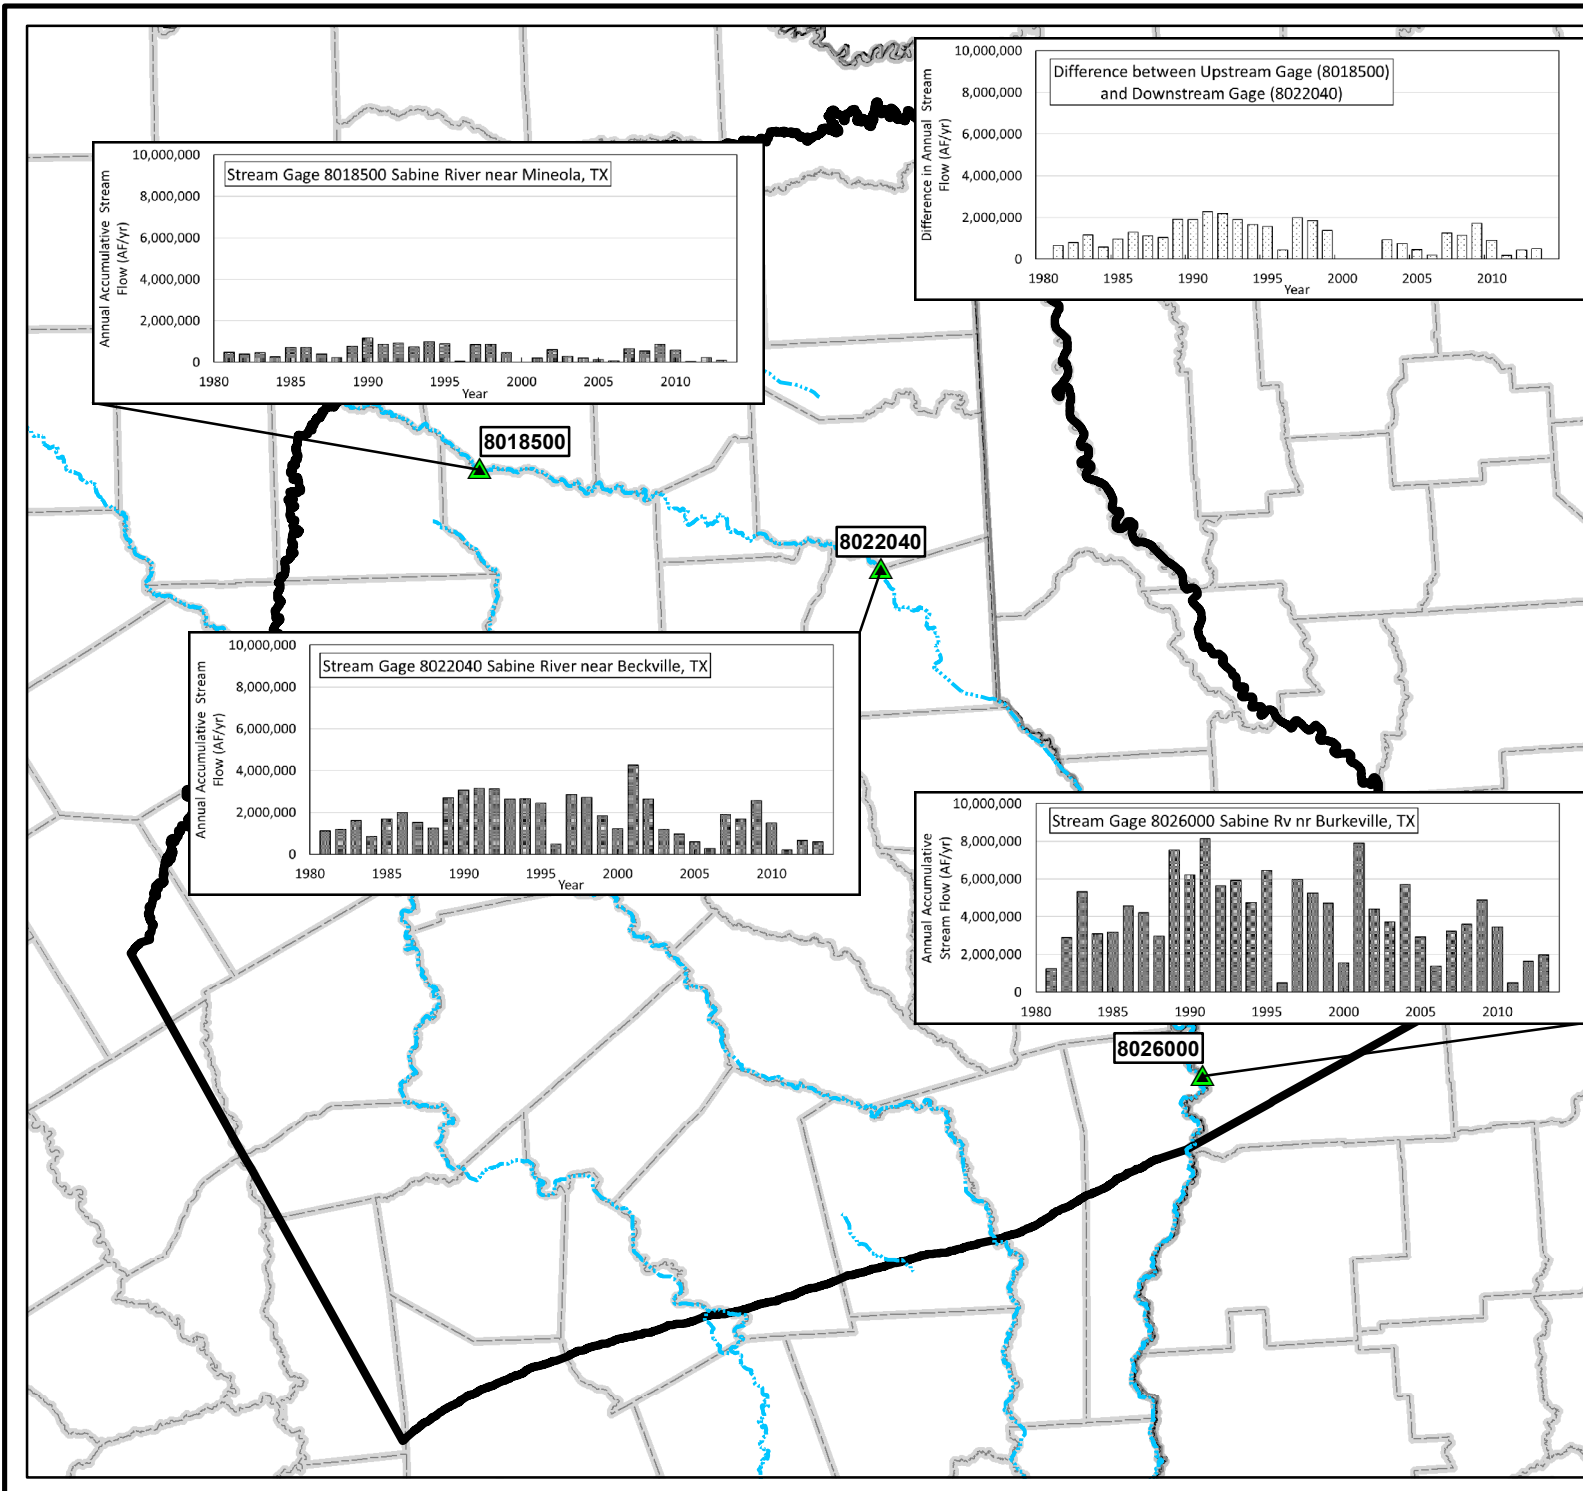 10,000,000
8,000,000
6,000,000
4,000,000
2,000,000
0
Difference in Annual Stream
Flow (AF/yr)
Difference between Upstream Gage (8018500)
and Downstream Gage (8022040)
1980 1985 1990 1995 2000 2005 2010
Year
10,000,000
8,000,000
6,000,000
4,000,000
2,000,000
0
Annual Accumulative Stream
Flow (AF/yr)
Stream Gage 8018500 Sabine River near Mineola, TX
1980 1985 1990 1995 2000 2005 2010
Year
8018500
8022040
10,000,000
8,000,000
6,000,000
4,000,000
2,000,000
0
Annual Accumulative Stream
Flow (AF/yr)
Stream Gage 8022040 Sabine River near Beckville, TX
1980 1985 1990 1995 2000 2005 2010
Year
10,000,000
8,000,000
6,000,000
4,000,000
2,000,000
0
Annual Accumulative
Stream Flow (AF/yr)
Stream Gage 8026000 Sabine Rv nr Burkeville, TX
1980 1985 1990 1995 2000 2005 2010
8026000